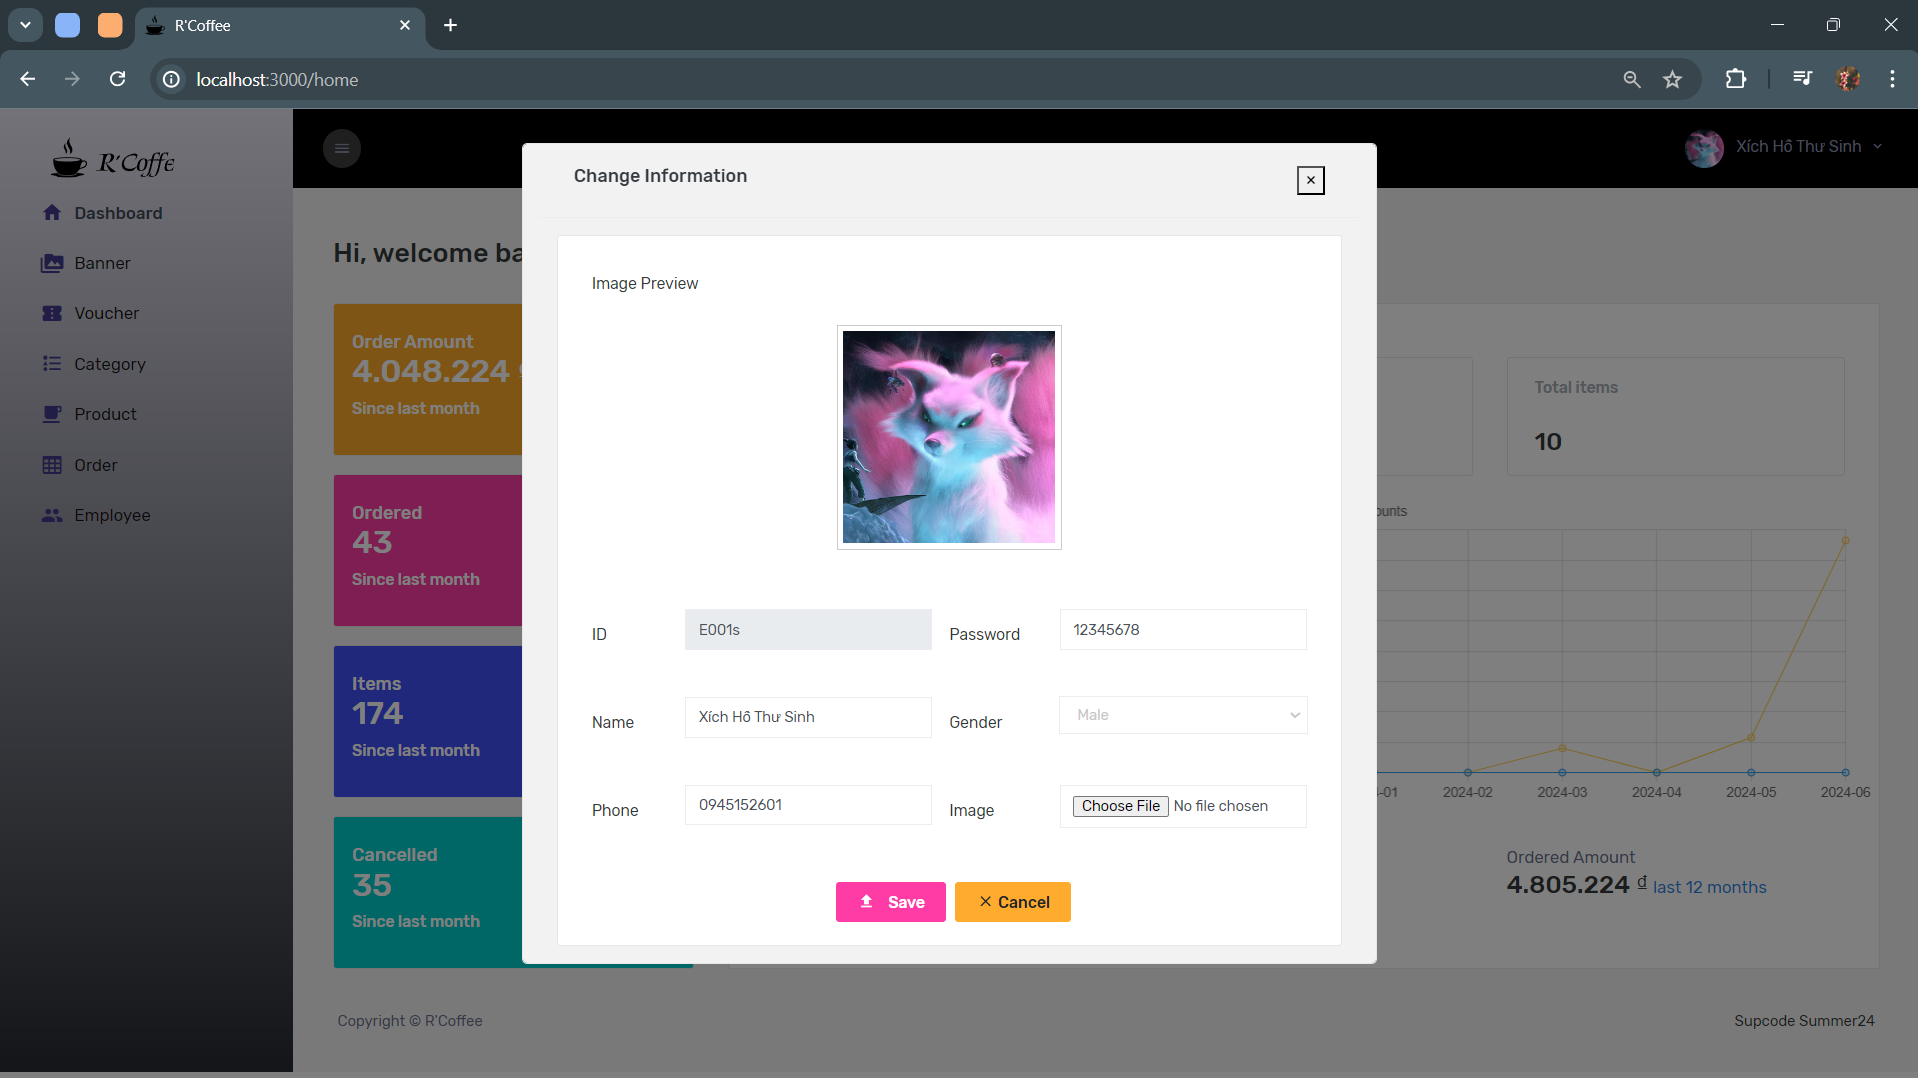 R'Coffee
localhost:3000/home
R'Coffe
Dashboard
Banner
Voucher
Category
Product
Order
Employee
Xích Hồ Thư Sinh
Hi, welcome ba
Order Amount
4.048.224
Since last month
Ordered
43
Since last month
Items
174
Since last month
Cancelled
35
Since last month
Change Information
×
Image Preview
ID
E001s
Password
12345678
Name
Xích Hồ Thư Sinh
Gender
Male
Phone
0945152601
Image
Choose File No file chosen
Save
× Cancel
Total items
10
ounts
-01 2024-02 2024-03 2024-04 2024-05 2024-06
Ordered Amount
4.805.224 ₫ last 12 months
Copyright © R'Coffee
Supcode Summer24